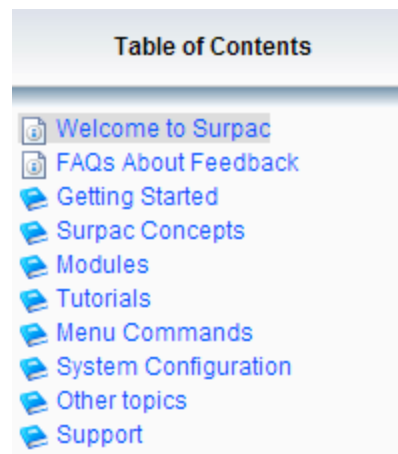 Table of Contents
Welcome to Surpac
FAQs About Feedback
Getting Started
Surpac Concepts
Modules
Tutorials
Menu Commands
System Configuration
Other topics
Support